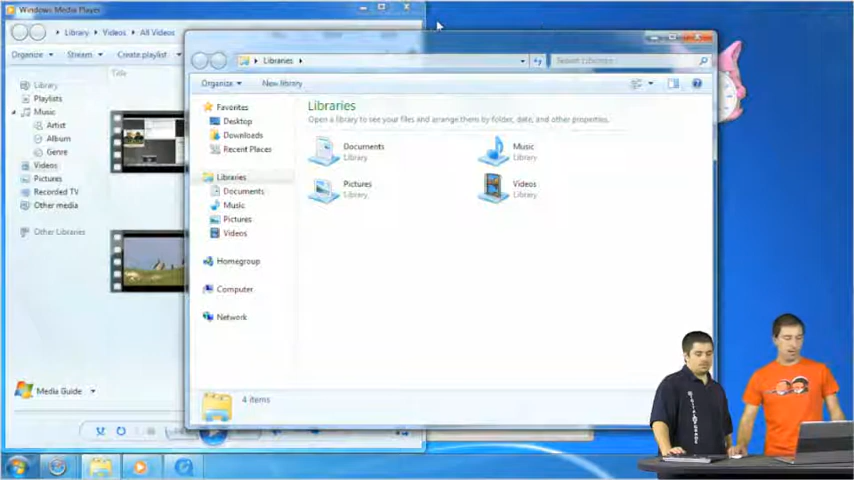 Windows Media Player
Library ▸ Videos ▸ All Videos
Organize
Stream
Create playlist
Title
Library
Playlists
Music
Artist
Album
Genre
Videos
Pictures
Recorded TV
Other media
Other Libraries
Media Guide
Libraries
Search Libraries
Organize
New library
Favorites
Desktop
Downloads
Recent Places
Libraries
Documents
Music
Pictures
Videos
Homegroup
Computer
Network
Libraries
Open a library to see your files and arrange them by folder, date, and other properties.
Documents
Library
Music
Library
Pictures
Library
Videos
Library
4 items